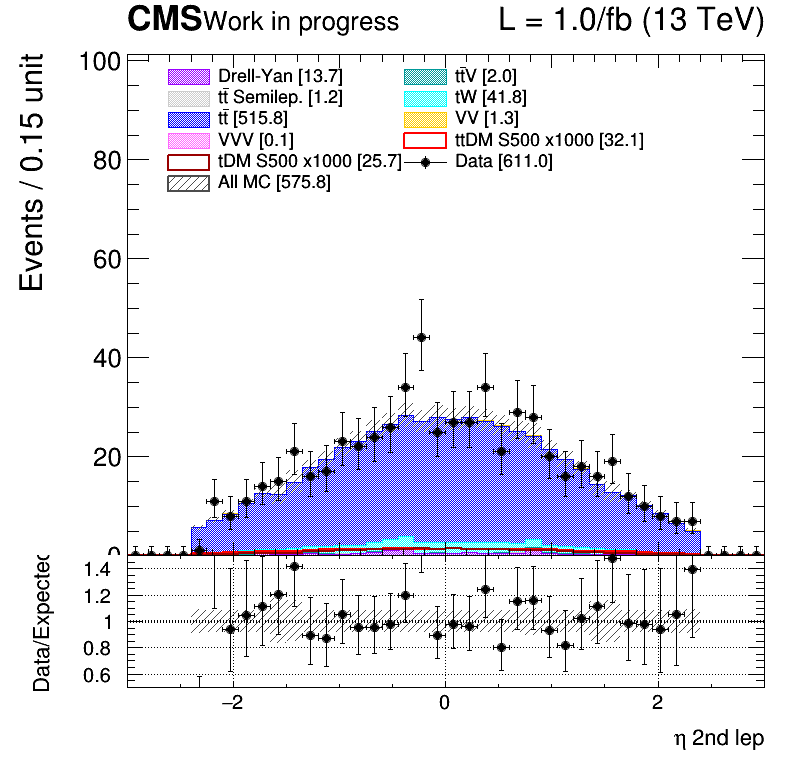 CMS Work in progress L = 1.0/fb (13 TeV)
Events / 0.15 unit
100
80
60
40
20
0
Drell-Yan [13.7] tt̄V [2.0]
tt̄ Semilep. [1.2] tW [41.8]
tt̄ [515.8] VV [1.3]
VVV [0.1] ttDM S500 x1000 [32.1]
tDM S500 x1000 [25.7] Data [611.0]
All MC [575.8]
Data/Expected
1.4
1.2
1
0.8
0.6
−2 0 2
η 2nd lep